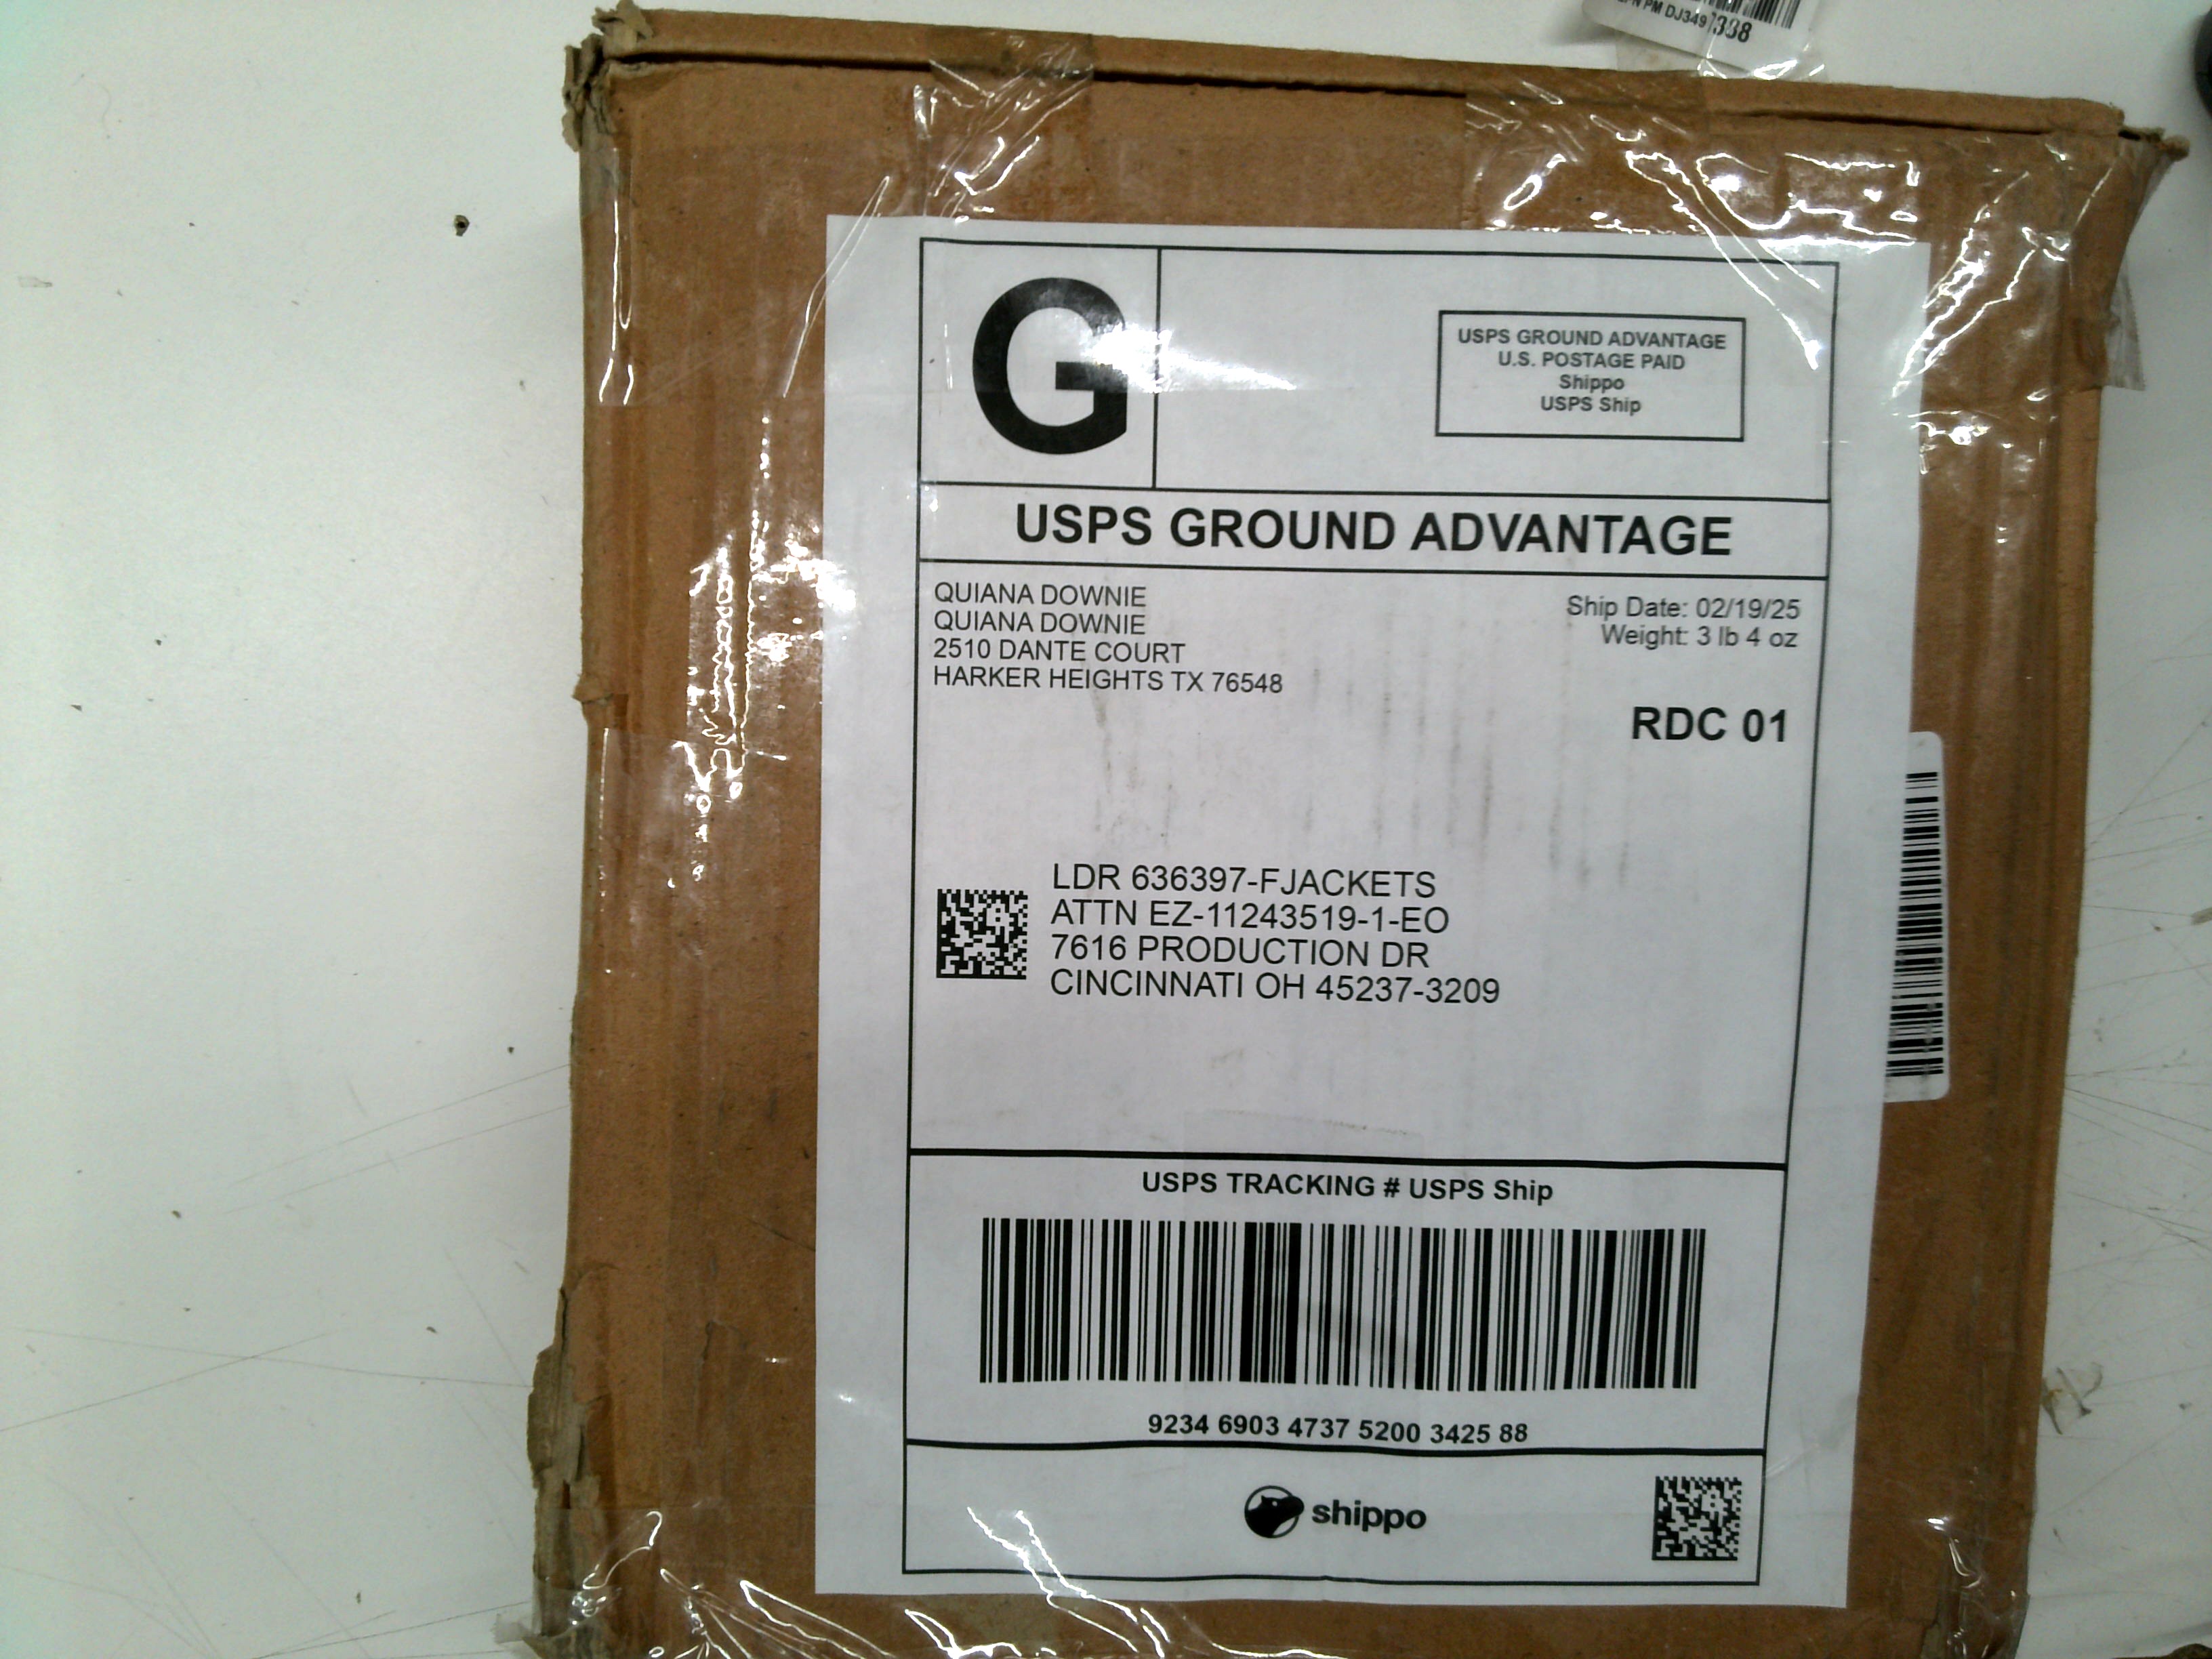 PM DJ349
7338
G
USPS GROUND ADVANTAGE
U.S. POSTAGE PAID
Shippo
USPS Ship
USPS GROUND ADVANTAGE
QUIANA DOWNIE
QUIANA DOWNIE
2510 DANTE COURT
HARKER HEIGHTS TX 76548
Ship Date: 02/19/25
Weight: 3 lb 4 oz
RDC 01
LDR 636397-FJACKETS
ATTN EZ-11243519-1-EO
7616 PRODUCTION DR
CINCINNATI OH 45237-3209
USPS TRACKING # USPS Ship
9234 6903 4737 5200 3425 88
shippo